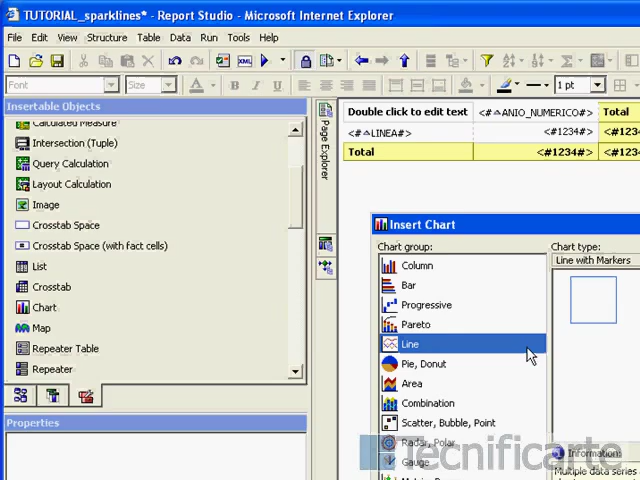 TUTORIAL_sparklines* - Report Studio - Microsoft Internet Explorer
File Edit View Structure Table Data Run Tools Help
Font Size 1 pt
Insertable Objects
Calculated Measure
Intersection (Tuple)
Query Calculation
Layout Calculation
Image
Crosstab Space
Crosstab Space (with fact cells)
List
Crosstab
Chart
Map
Repeater Table
Repeater
Properties
Page Explorer
Double click to edit text <#ANIO_NUMERICO#> Total
<#LINEA#> <#1234#> <#123
Total <#1234#> <#123
Insert Chart
Chart group:
Column
Bar
Progressive
Pareto
Line
Pie, Donut
Area
Combination
Scatter, Bubble, Point
Radar, Polar
Gauge
Chart type:
Line with Markers
Information:
Multiple data series
Tecnificarte